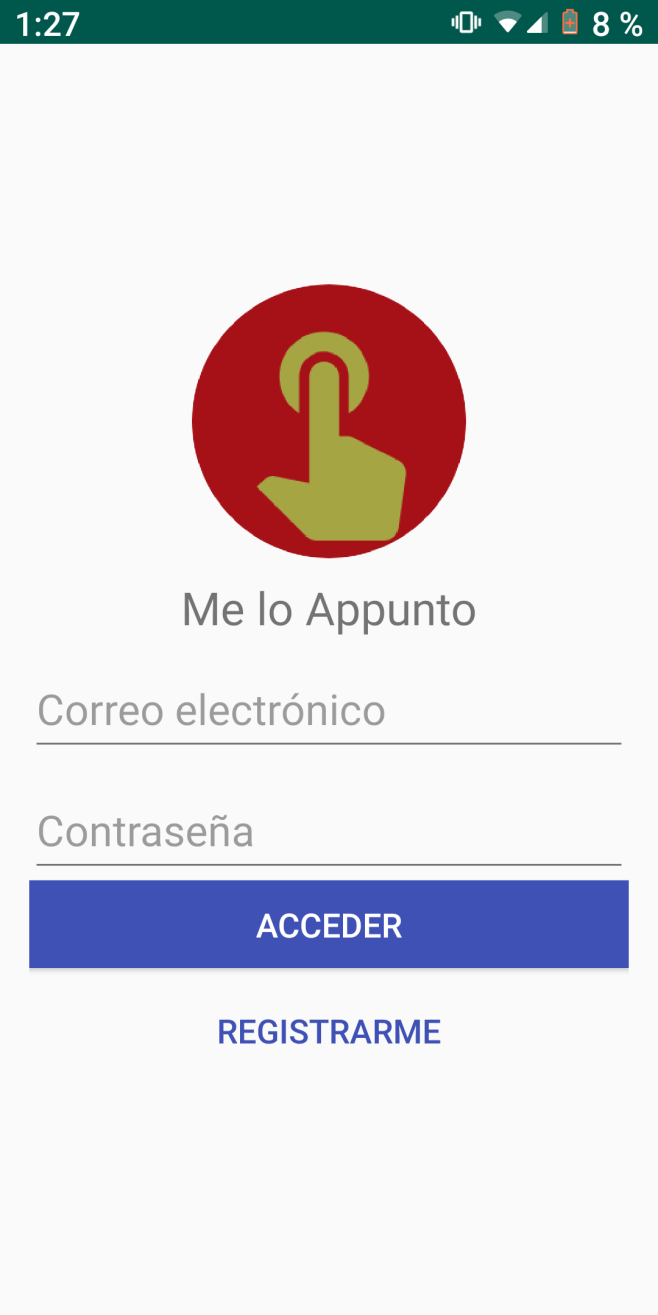 1:27 8 %
Me lo Appunto
Correo electrónico
Contraseña
ACCEDER
REGISTRARME